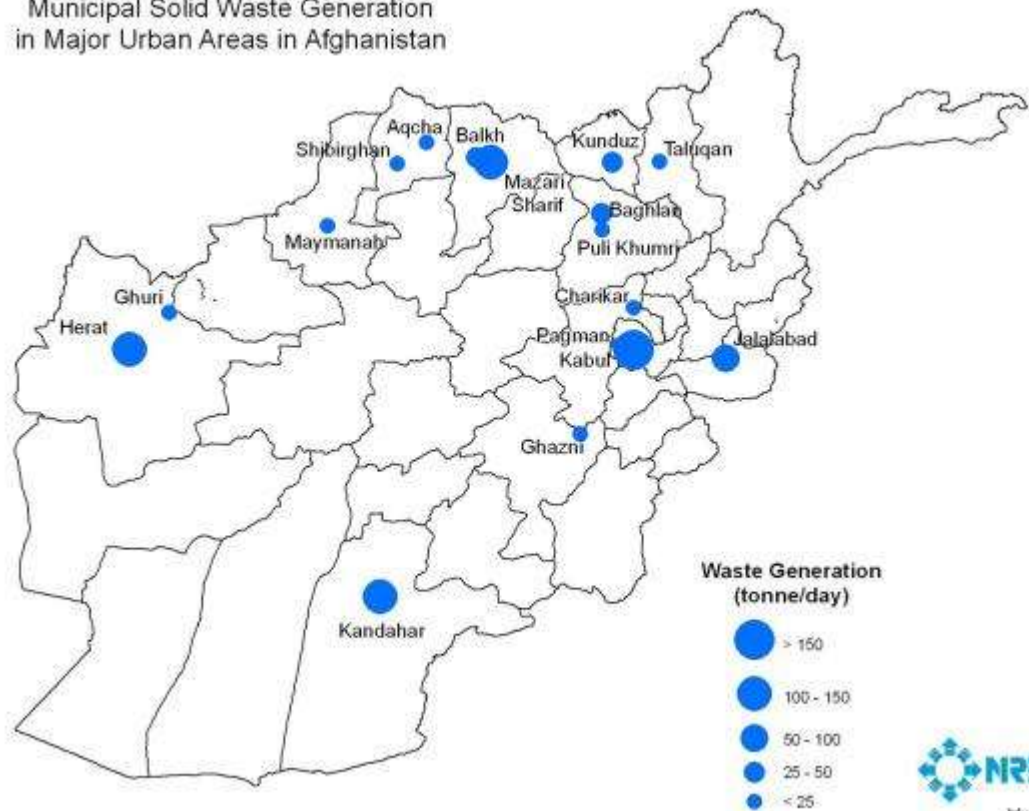 Municipal Solid Waste Generation
in Major Urban Areas in Afghanistan
Aqcha
Balkh
Kunduz
Shibirghan
Taluqan
Mazari
Sharif
Baghlan
Maymanah
Puli Khumri
Ghuri
Charikar
Herat
Pagman
Jalalabad
Kabul
Ghazni
Kandahar
Waste Generation
(tonne/day)
> 150
100 - 150
50 - 100
25 - 50
< 25